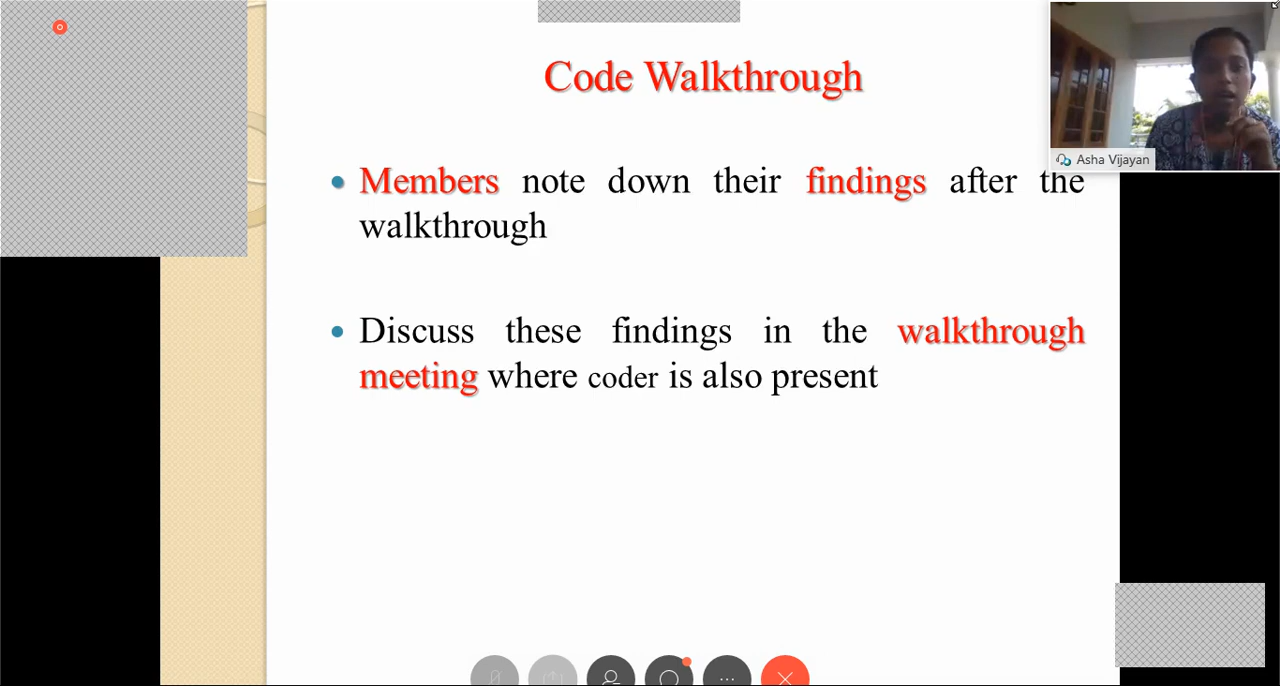 Code Walkthrough
Asha Vijayan
• Members note down their findings after the
walkthrough
• Discuss these findings in the walkthrough
meeting where coder is also present